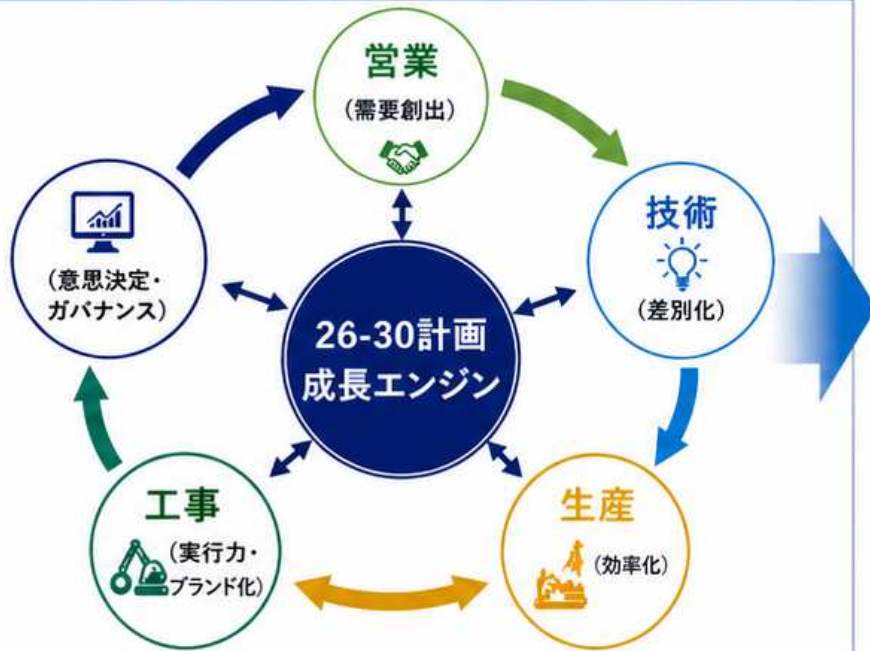 営業
(需要創出)
技術
(差別化)
(意思決定・
ガバナンス)
26-30計画
成長エンジン
工事
(実行力・
ブランド化)
生産
(効率化)